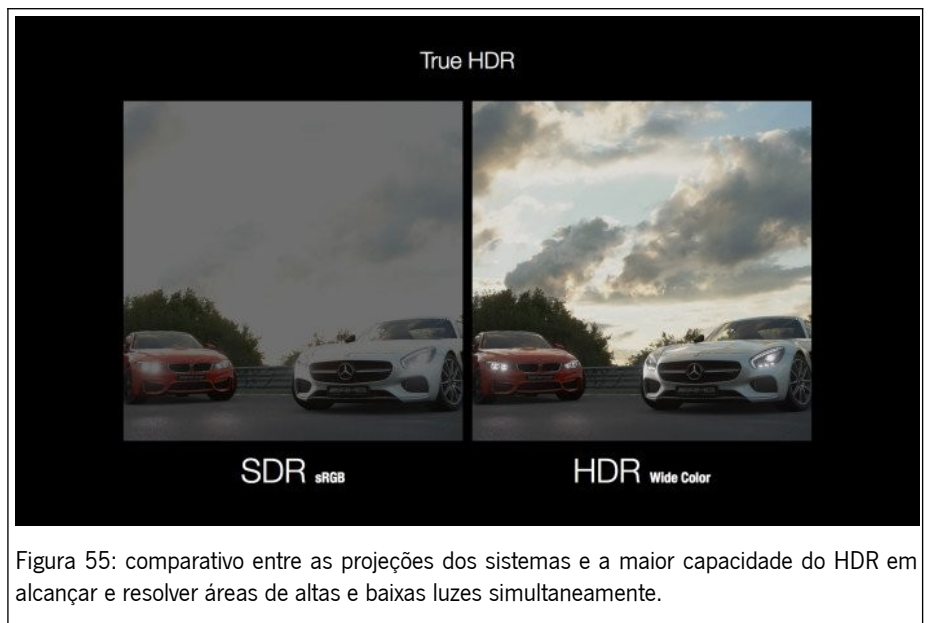 True HDR
SDR sRGB
HDR Wide Color
Figura 55: comparativo entre as projeções dos sistemas e a maior capacidade do HDR em
alcançar e resolver áreas de altas e baixas luzes simultaneamente.